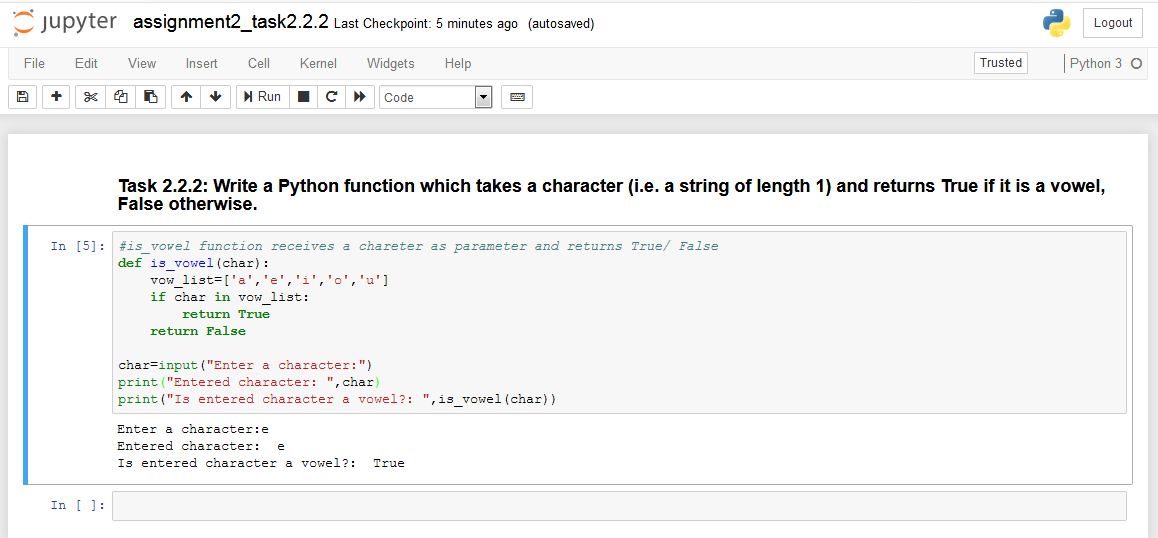 jupyter assignment2_task2.2.2 Last Checkpoint: 5 minutes ago (autosaved) Logout
File Edit View Insert Cell Kernel Widgets Help Trusted Python 3
Run Code
Task 2.2.2: Write a Python function which takes a character (i.e. a string of length 1) and returns True if it is a vowel,
False otherwise.
In [5]: #is_vowel function receives a chareter as parameter and returns True/ False
def is_vowel(char):
    vow_list=['a','e','i','o','u']
    if char in vow_list:
        return True
    return False
char=input("Enter a character:")
print("Entered character: ",char)
print("Is entered character a vowel?: ",is_vowel(char))
Enter a character:e
Entered character:  e
Is entered character a vowel?:  True
In [ ]: